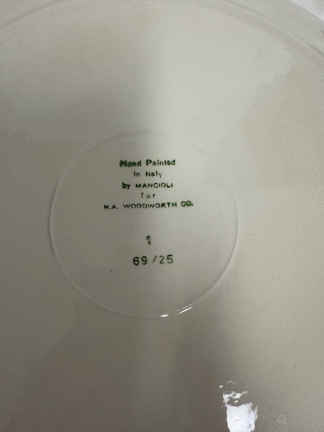 Hand Painted
in Italy
by MANCIOLI
for
N.A. WOODWORTH CO.
69/25